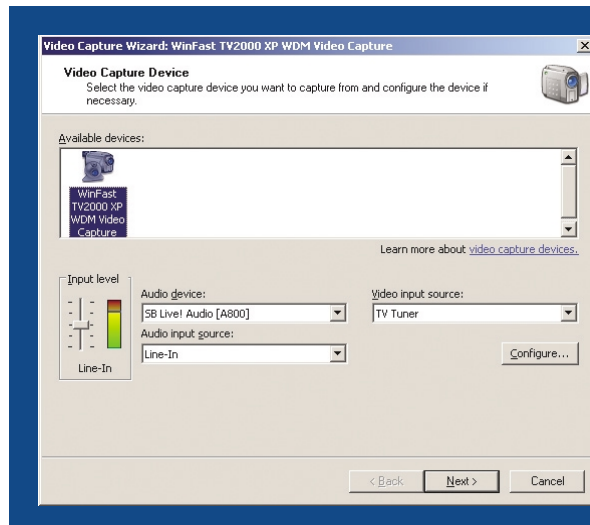 Video Capture Wizard: WinFast TV2000 XP WDM Video Capture
Video Capture Device
Select the video capture device you want to capture from and configure the device if
necessary.
Available devices:
WinFast
TV2000 XP
WDM Video
Capture
Learn more about video capture devices.
Input level
Line-In
Audio device:
SB Live! Audio [A800]
Audio input source:
Line-In
Video input source:
TV Tuner
Configure...
< Back
Next >
Cancel